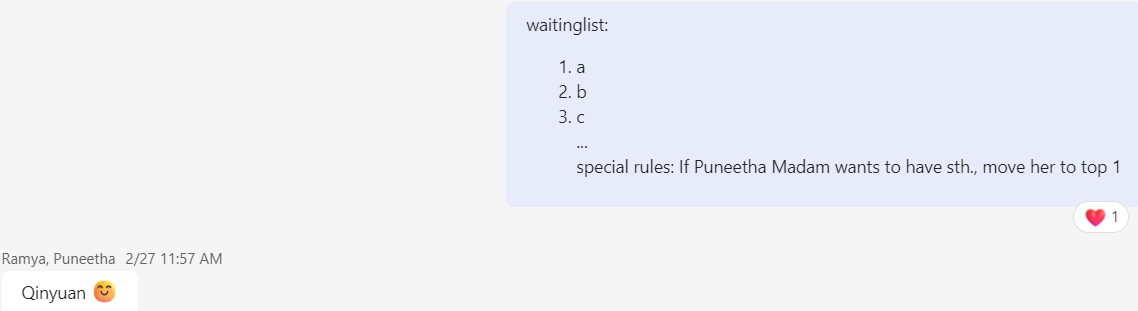 waitinglist:
1. a
2. b
3. c
...
special rules: If Puneetha Madam wants to have sth., move her to top 1
❤️ 1
Ramya, Puneetha 2/27 11:57 AM
Qinyuan 😊